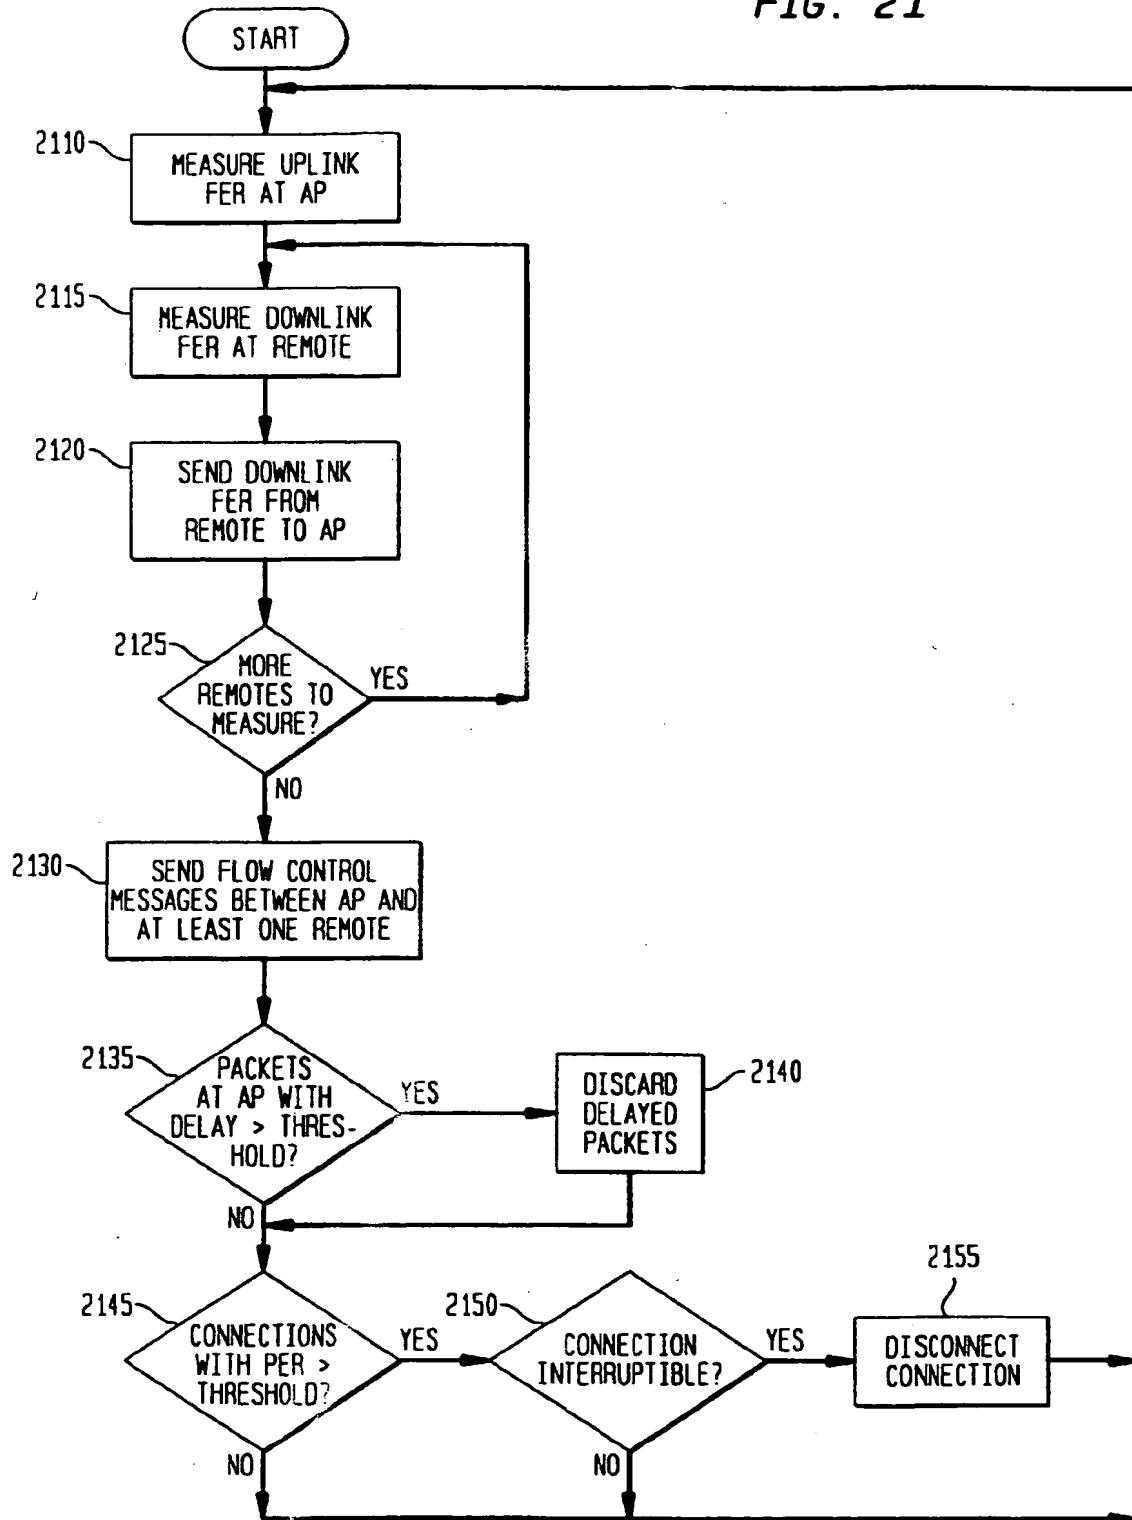 FIG. 21
START
2110
MEASURE UPLINK
FER AT AP
2115
MEASURE DOWNLINK
FER AT REMOTE
2120
SEND DOWNLINK
FER FROM
REMOTE TO AP
2125
MORE
REMOTES TO
MEASURE?
YES
NO
2130
SEND FLOW CONTROL
MESSAGES BETWEEN AP AND
AT LEAST ONE REMOTE
2135
PACKETS
AT AP WITH
DELAY > THRES-
HOLD?
YES
2140
DISCARD
DELAYED
PACKETS
NO
2145
CONNECTIONS
WITH PER >
THRESHOLD?
YES
2150
CONNECTION
INTERRUPTIBLE?
YES
2155
DISCONNECT
CONNECTION
NO
NO